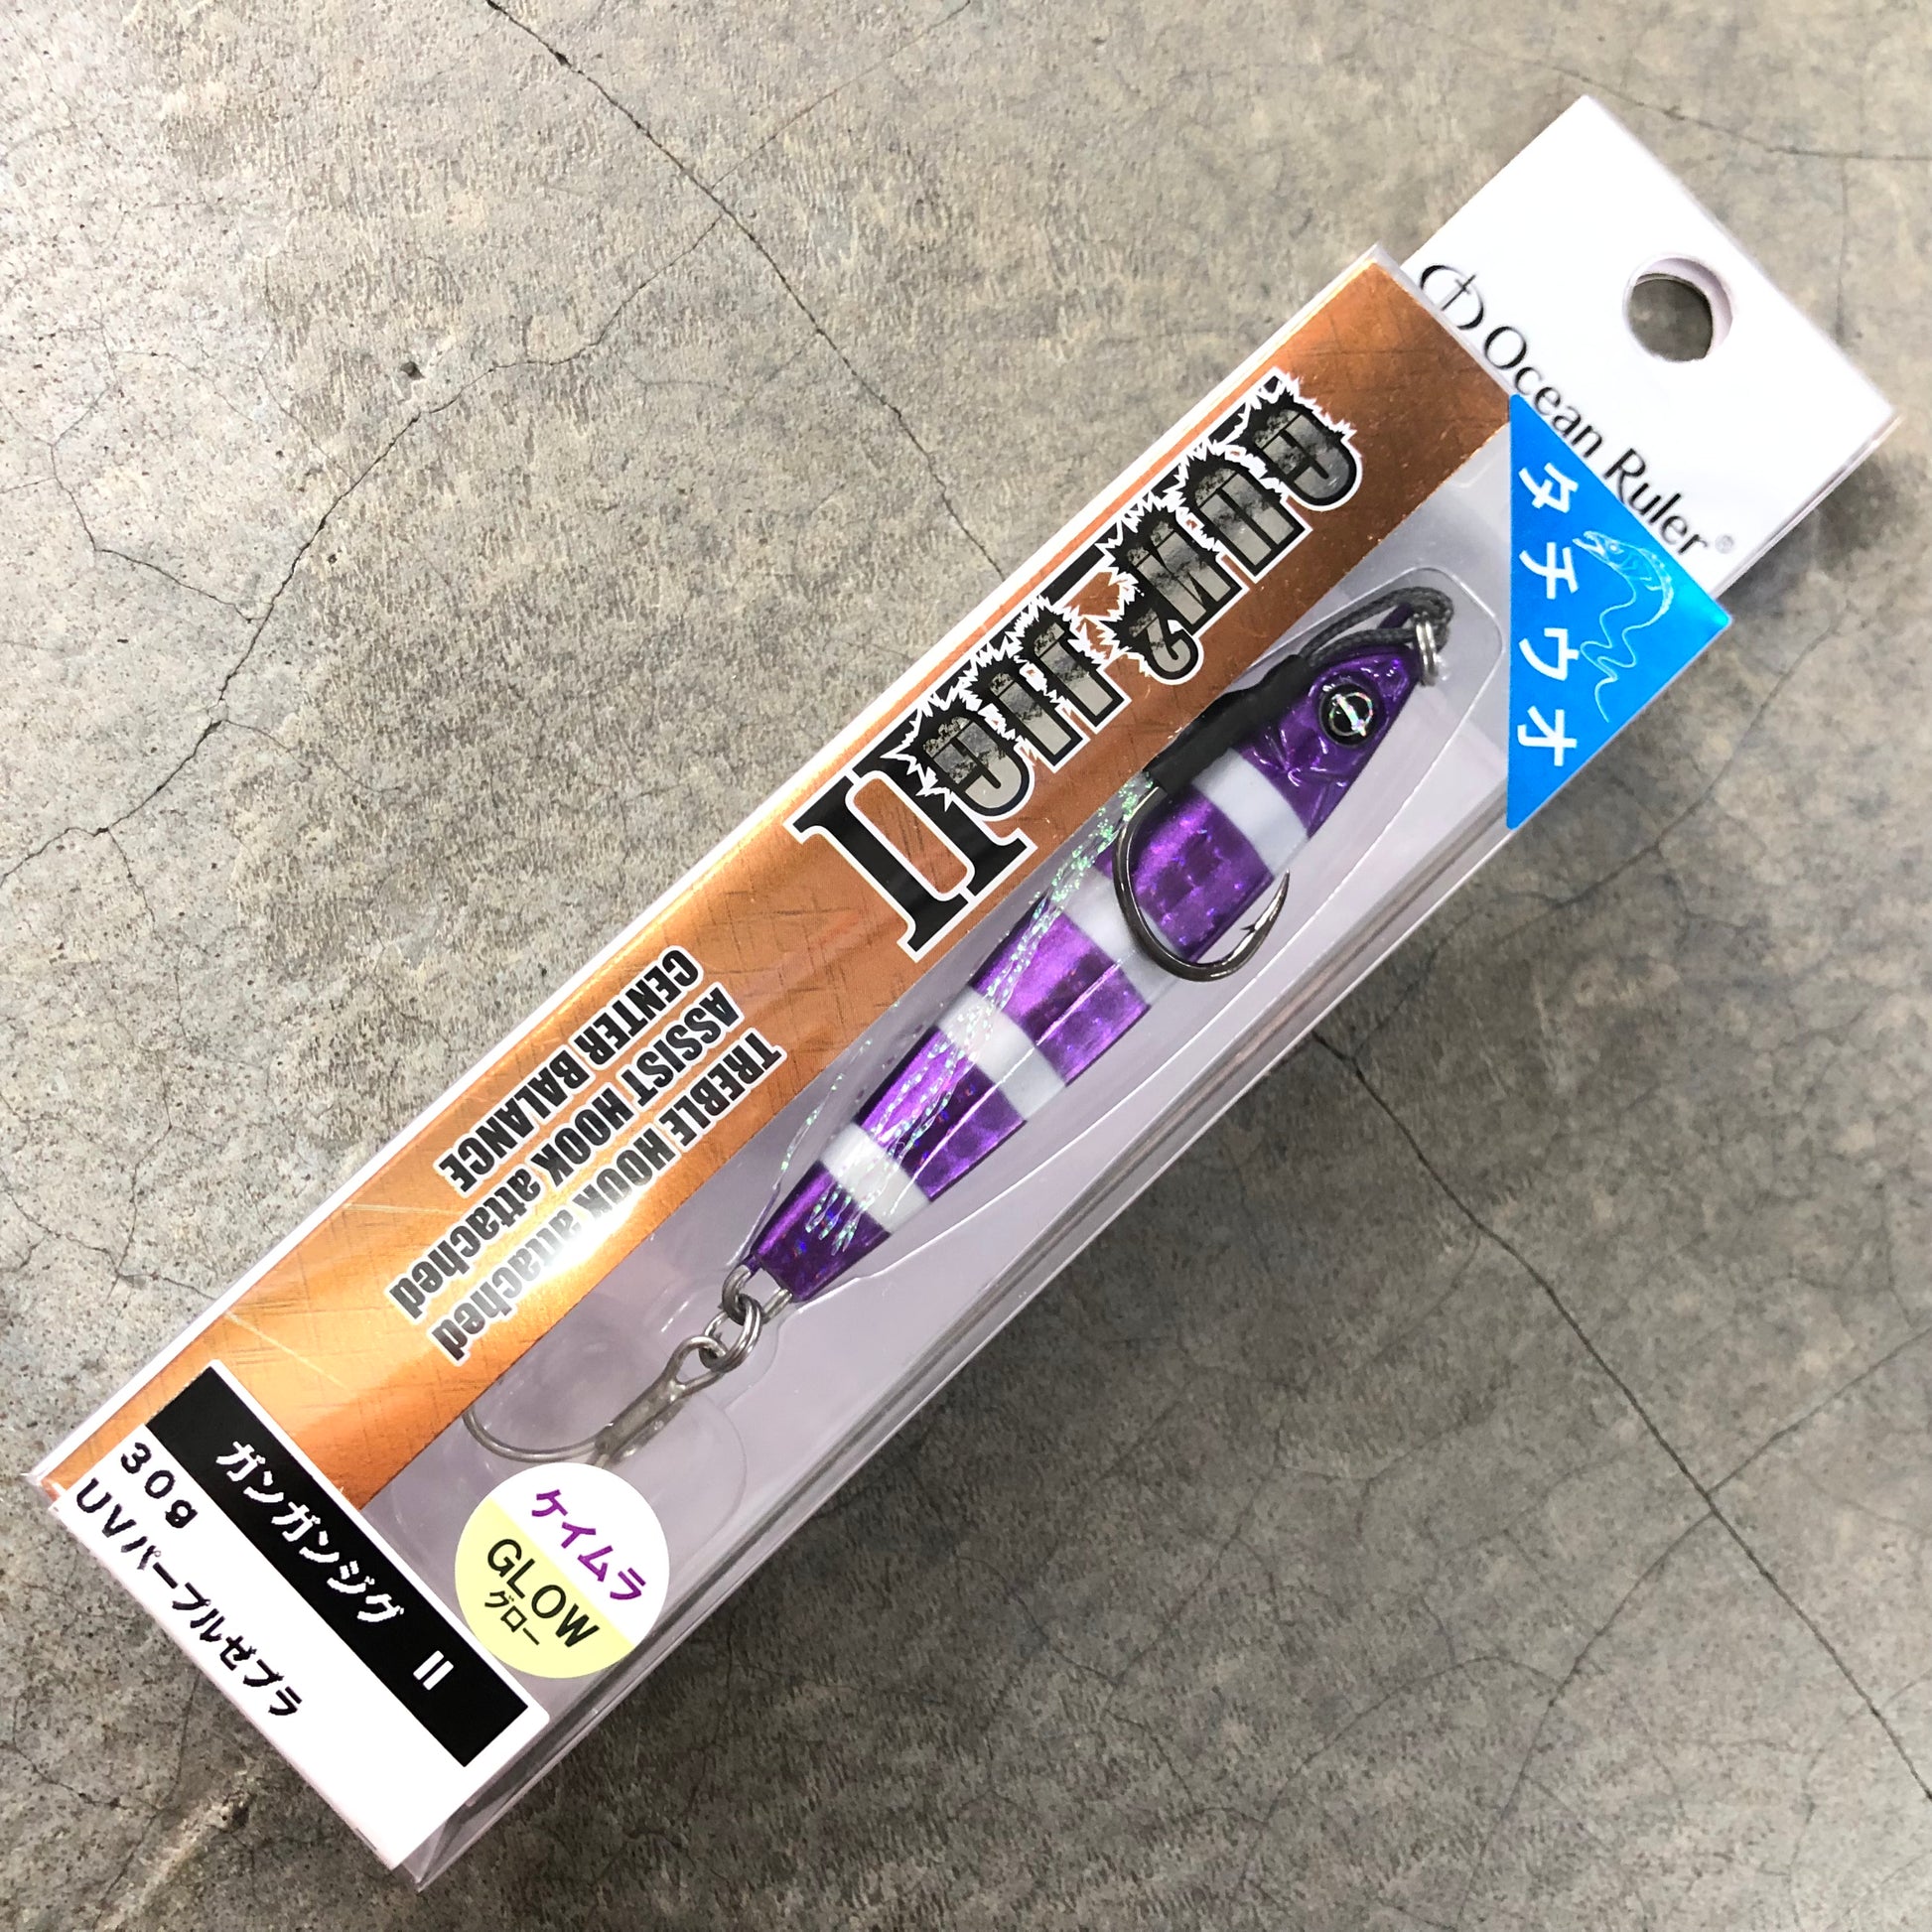 Ocean Ruler®
タチウオ
CENTER BALANCE
ASSIST HOOK attached
TREBLE HOOK attached
ガンガンジグ II
30g
UVパープルゼブラ
ケイムラ
GLOW
グロー